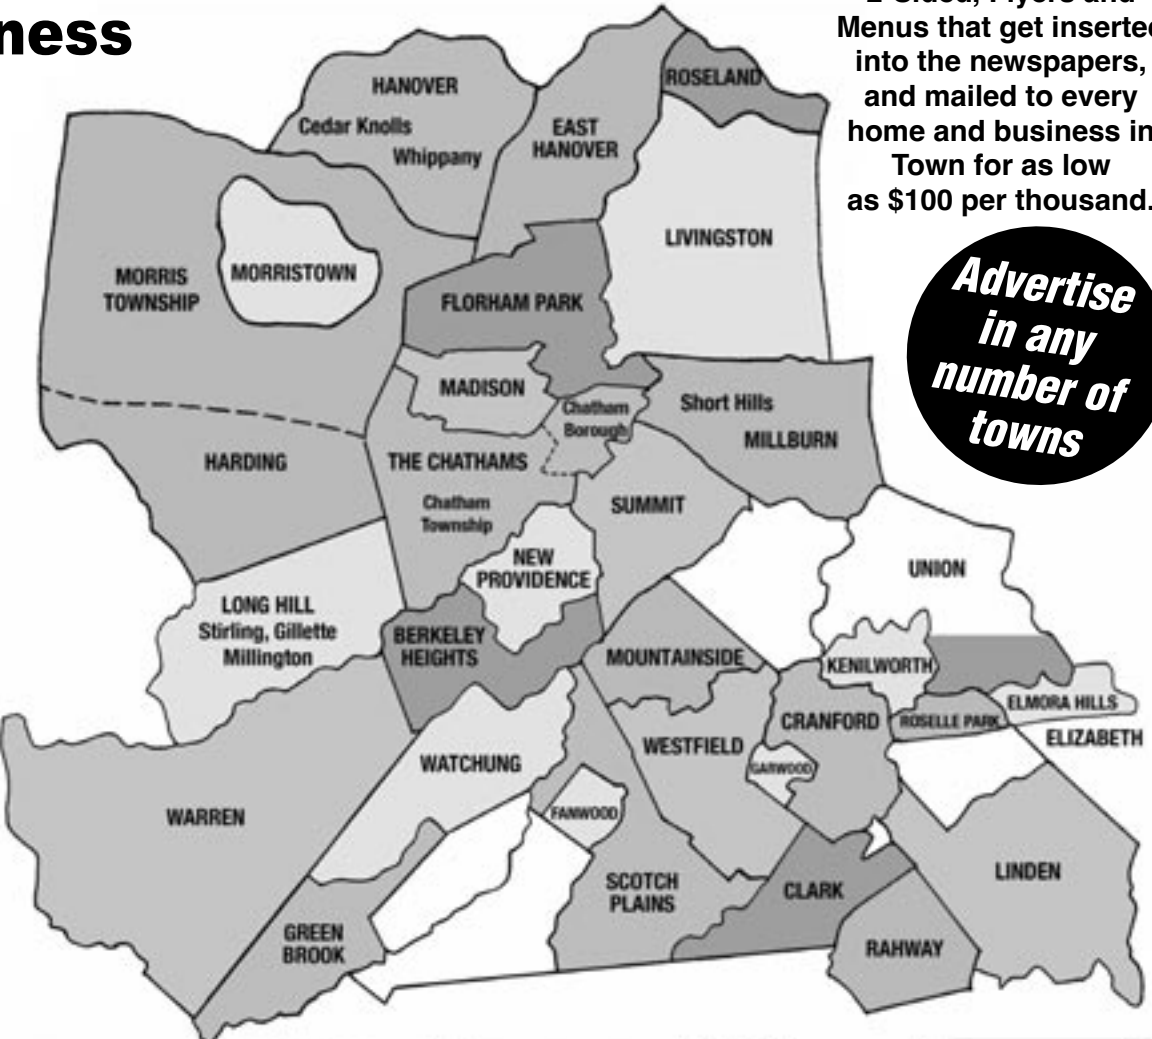 ness
Menus that get inserted
into the newspapers,
and mailed to every
home and business in
Town for as low
as $100 per thousand.
Advertise
in any
number of
towns
HANOVER
Cedar Knolls
Whippany
EAST
HANOVER
ROSELAND
LIVINGSTON
MORRIS
TOWNSHIP
MORRISTOWN
FLORHAM PARK
MADISON
Chatham
Borough
Short Hills
MILLBURN
HARDING
THE CHATHAMS
Chatham
Township
SUMMIT
NEW
PROVIDENCE
UNION
LONG HILL
Stirling, Gillette
Millington
BERKELEY
HEIGHTS
MOUNTAINSIDE
KENILWORTH
ELMORA HILLS
ROSELLE PARK
CRANFORD
ELIZABETH
WESTFIELD
GARWOOD
WATCHUNG
WARREN
FANWOOD
SCOTCH
PLAINS
CLARK
LINDEN
GREEN
BROOK
RAHWAY